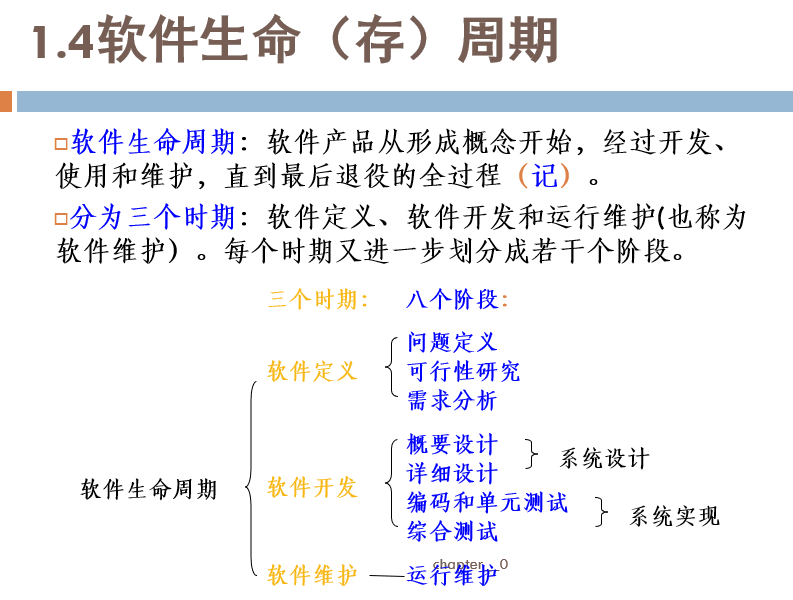 1.4软件生命（存）周期
软件生命周期：软件产品从形成概念开始，经过开发、
使用和维护，直到最后退役的全过程（记）。
分为三个时期：软件定义、软件开发和运行维护(也称为
软件维护）。每个时期又进一步划分成若干个阶段。
三个时期： 八个阶段：
问题定义
软件定义 可行性研究
需求分析
概要设计
系统设计
详细设计
软件生命周期 软件开发
编码和单元测试
系统实现
综合测试
chapter__0
软件维护 运行维护